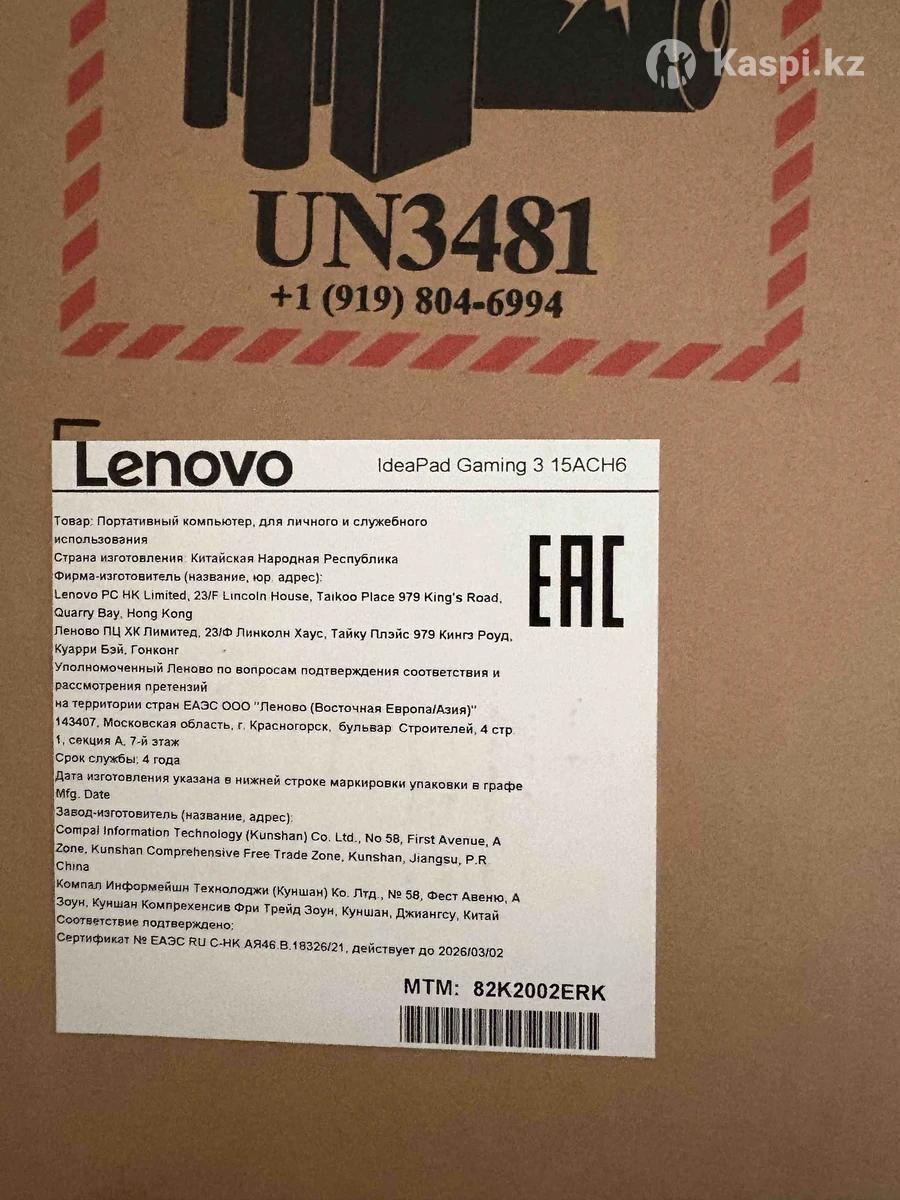 Kaspi.kz
UN3481
+1 (919) 804-6994
Lenovo
IdeaPad Gaming 3 15ACH6
Товар: Портативный компьютер, для личного и служебного
использования
Страна изготовления: Китайская Народная Республика
Фирма-изготовитель (название, юр. адрес):
Lenovo PC HK Limited, 23/F Lincoln House, Taikoo Place 979 King's Road,
Quarry Bay, Hong Kong
Леново ПЦ ХК Лимитед, 23/Ф Линколн Хаус, Тайку Плэйс 979 Кингз Роуд,
Куарри Бэй, Гонконг
Уполномоченный Леново по вопросам подтверждения соответствия и
рассмотрения претензий
на территории стран ЕАЭС ООО "Леново (Восточная Европа/Азия)"
143407, Московская область, г. Красногорск, бульвар Строителей, 4 стр.
1, секция А, 7-й этаж
Срок службы: 4 года
Дата изготовления указана в нижней строке маркировки упаковки в графе
Mfg. Date
Завод-изготовитель (название, адрес):
Compal Information Technology (Kunshan) Co. Ltd., No 58, First Avenue, A
Zone, Kunshan Comprehensive Free Trade Zone, Kunshan, Jiangsu, P.R.
China
Компал Информейшн Технолоджи (Куншан) Ко. Лтд., № 58, Фест Авеню, А
Зоун, Куншан Компрехенсив Фри Трейд Зоун, Куншан, Джиангсу, Китай
Соответствие подтверждено:
Сертификат № ЕАЭС RU C-HK.АЯ46.В.18326/21, действует до 2026/03/02
EAC
MTM: 82K2002ERK